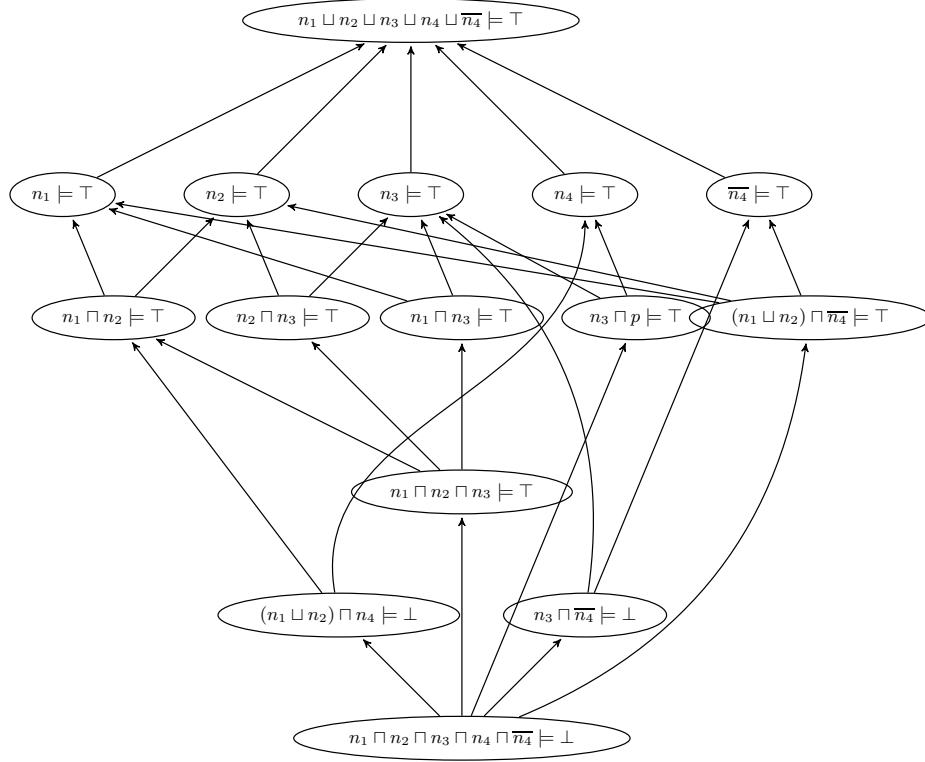 n₁ ⊔ n₂ ⊔ n₃ ⊔ n₄ ⊔ n̅₄̅ ⊨ ⊤
n₁ ⊨ ⊤
n₂ ⊨ ⊤
n₃ ⊨ ⊤
n₄ ⊨ ⊤
n̅₄̅ ⊨ ⊤
n₁ ⊓ n₂ ⊨ ⊤
n₂ ⊓ n₃ ⊨ ⊤
n₁ ⊓ n₃ ⊨ ⊤
n₃ ⊓ p ⊨ ⊤
(n₁ ⊔ n₂) ⊓ n̅₄̅ ⊨ ⊤
n₁ ⊓ n₂ ⊓ n₃ ⊨ ⊤
(n₁ ⊔ n₂) ⊓ n₄ ⊨ ⊥
n₃ ⊓ n̅₄̅ ⊨ ⊥
n₁ ⊓ n₂ ⊓ n₃ ⊓ n₄ ⊓ n̅₄̅ ⊨ ⊥